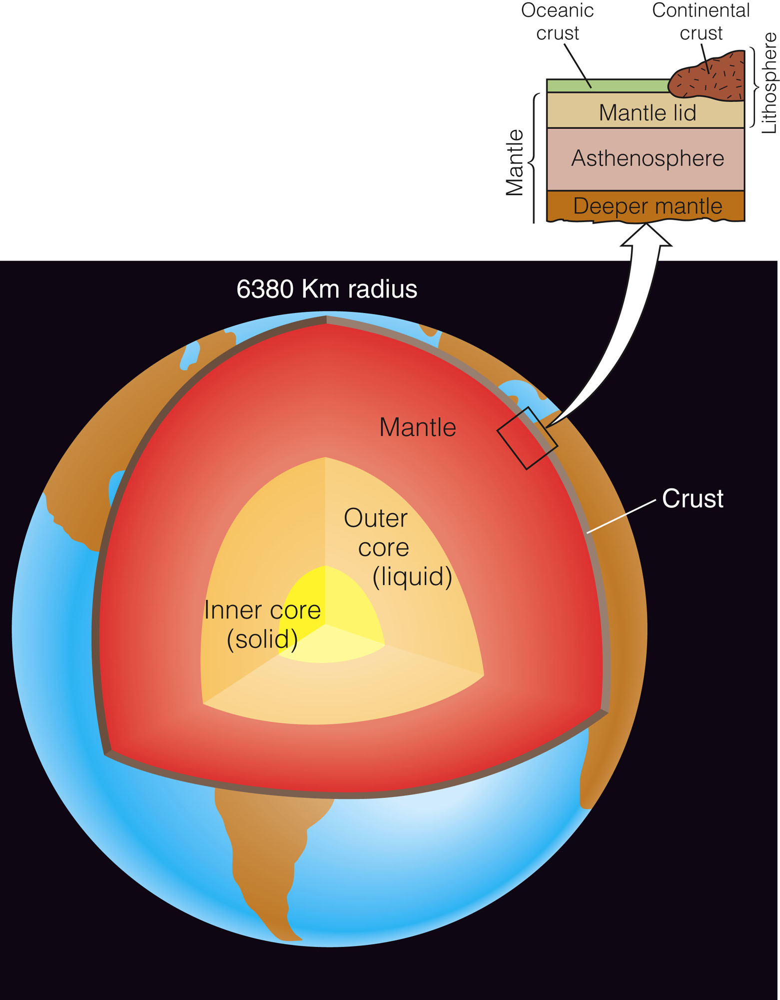 Oceanic
crust
Continental
crust
Lithosphere
Mantle lid
Mantle
Asthenosphere
Deeper mantle
6380 Km radius
Mantle
Crust
Outer
core
(liquid)
Inner core
(solid)